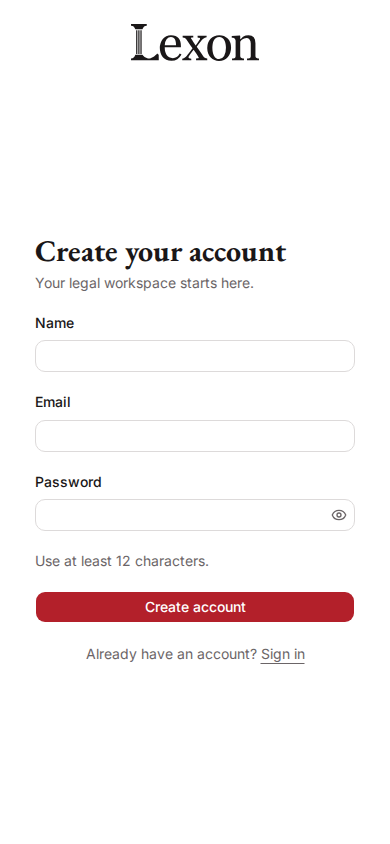 Lexon
Create your account
Your legal workspace starts here.
Name
Email
Password
Use at least 12 characters.
Create account
Already have an account? Sign in